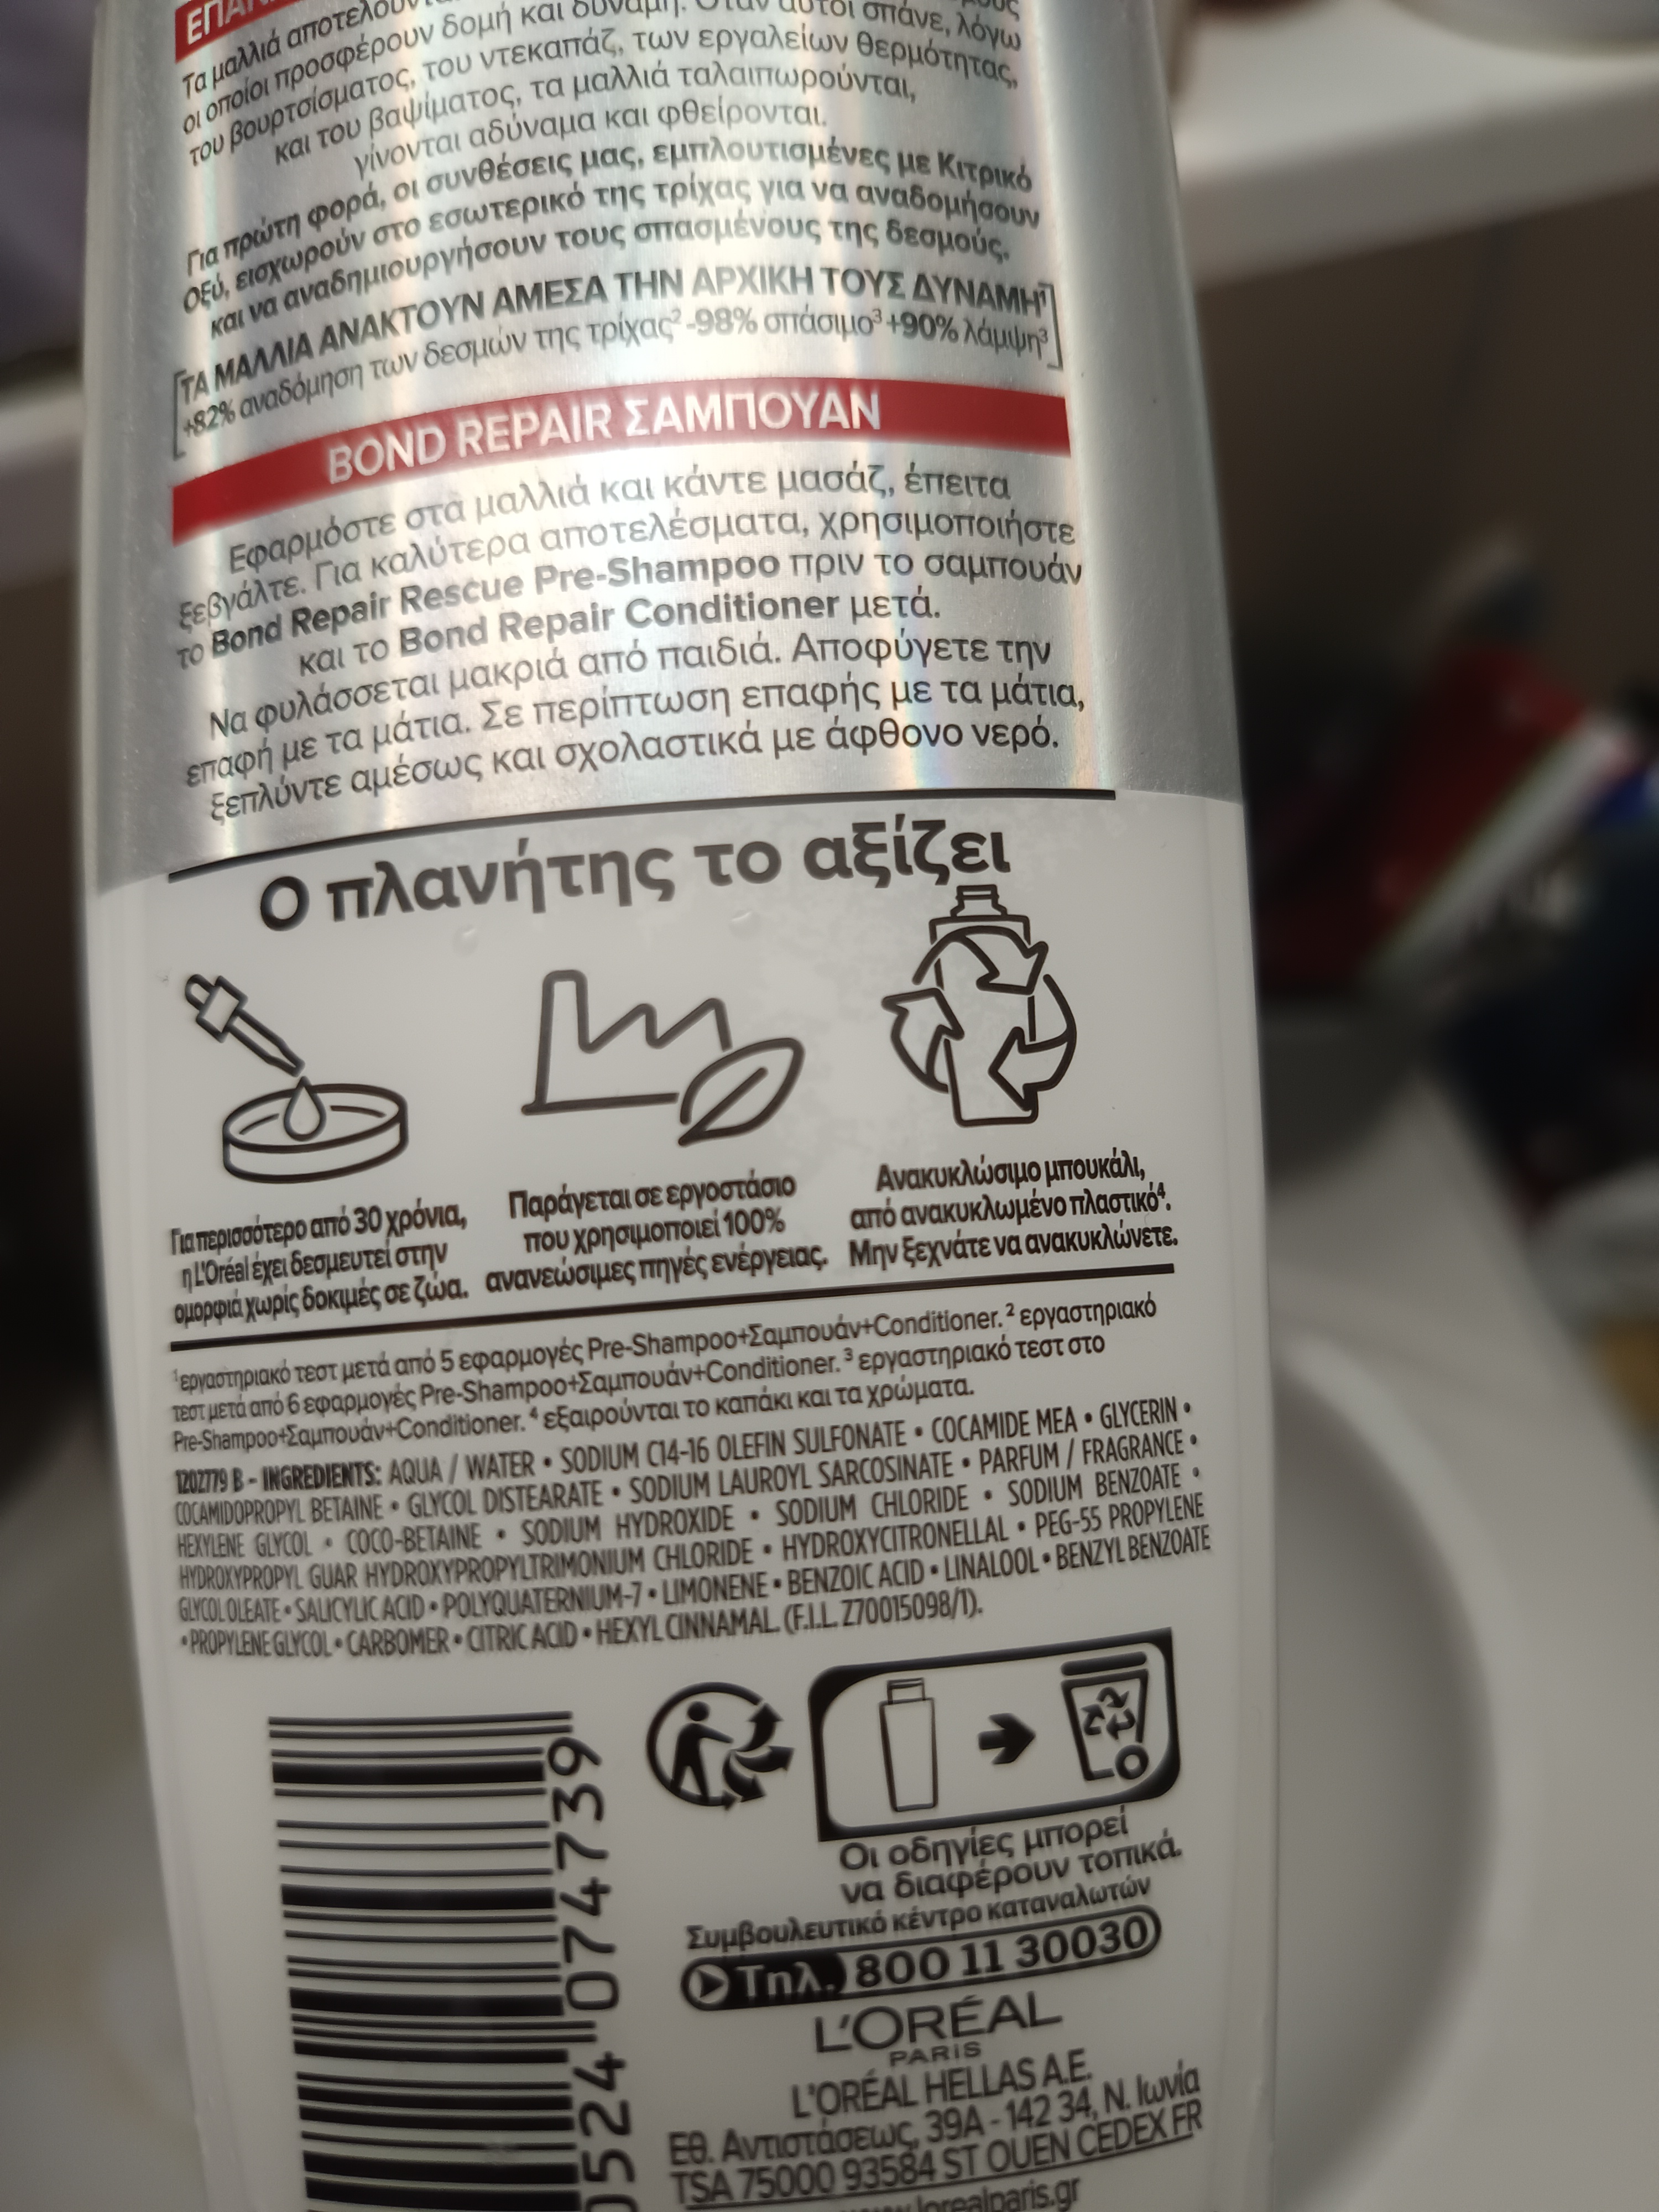 Τα μαλλιά
οι οποίοι προσφέρουν δομή και δύναμη. Όταν αυτοί σπάνε, λόγω
του βουρτσίσματος, του ντεκαπάζ, των εργαλείων θερμότητας,
και του βαψίματος, τα μαλλιά ταλαιπωρούνται,
γίνονται αδύναμα και φθείρονται.
Για πρώτη φορά, οι συνθέσεις μας, εμπλουτισμένες με Κιτρικό
Οξύ, εισχωρούν στο εσωτερικό της τρίχας για να αναδομήσουν
και να αναδημιουργήσουν τους σπασμένους της δεσμούς.
ΤΑ ΜΑΛΛΙΑ ΑΝΑΚΤΟΥΝ ΑΜΕΣΑ ΤΗΝ ΑΡΧΙΚΗ ΤΟΥΣ ΔΥΝΑΜΗ¹
+82% αναδόμηση των δεσμών της τρίχας² -98% σπάσιμο³ +90% λάμψη³
BOND REPAIR ΣΑΜΠΟΥΑΝ
Εφαρμόστε στα μαλλιά και κάντε μασάζ, έπειτα
ξεβγάλτε. Για καλύτερα αποτελέσματα, χρησιμοποιήστε
το Bond Repair Rescue Pre-Shampoo πριν το σαμπουάν
και το Bond Repair Conditioner μετά.
Να φυλάσσεται μακριά από παιδιά. Αποφύγετε την
επαφή με τα μάτια. Σε περίπτωση επαφής με τα μάτια,
ξεπλύντε αμέσως και σχολαστικά με άφθονο νερό.
Ο πλανήτης το αξίζει
Για περισσότερο από 30 χρόνια,
η L'Oréal έχει δεσμευτεί στην
ομορφιά χωρίς δοκιμές σε ζώα.
Παράγεται σε εργοστάσιο
που χρησιμοποιεί 100%
ανανεώσιμες πηγές ενέργειας.
Ανακυκλώσιμο μπουκάλι,
από ανακυκλωμένο πλαστικό⁴.
Μην ξεχνάτε να ανακυκλώνετε.
¹εργαστηριακό τεστ μετά από 5 εφαρμογές Pre-Shampoo+Σαμπουάν+Conditioner. ² εργαστηριακό
τεστ μετά από 6 εφαρμογές Pre-Shampoo+Σαμπουάν+Conditioner. ³ εργαστηριακό τεστ στο
Pre-Shampoo+Σαμπουάν+Conditioner. ⁴ εξαιρούνται το καπάκι και τα χρώματα.
1202779 B - INGREDIENTS: AQUA / WATER • SODIUM C14-16 OLEFIN SULFONATE • COCAMIDE MEA • GLYCERIN •
COCAMIDOPROPYL BETAINE • GLYCOL DISTEARATE • SODIUM LAUROYL SARCOSINATE • PARFUM / FRAGRANCE •
HEXYLENE GLYCOL • COCO-BETAINE • SODIUM HYDROXIDE • SODIUM CHLORIDE • SODIUM BENZOATE •
HYDROXYPROPYL GUAR HYDROXYPROPYLTRIMONIUM CHLORIDE • HYDROXYCITRONELLAL • PEG-55 PROPYLENE
GLYCOL OLEATE • SALICYLIC ACID • POLYQUATERNIUM-7 • LIMONENE • BENZOIC ACID • LINALOOL • BENZYL BENZOATE
• PROPYLENE GLYCOL • CARBOMER • CITRIC ACID • HEXYL CINNAMAL. (F.I.L. Z70015098/1).
0524 074739
Οι οδηγίες μπορεί
να διαφέρουν τοπικά.
Συμβουλευτικό κέντρο καταναλωτών
Τηλ. 800 11 30030
L'ORÉAL
PARIS
L'ORÉAL HELLAS A.E.
Εθ. Αντιστάσεως, 39Α - 142 34, Ν. Ιωνία
TSA 75000 93584 ST OUEN CEDEX FR
www.lorealparis.gr